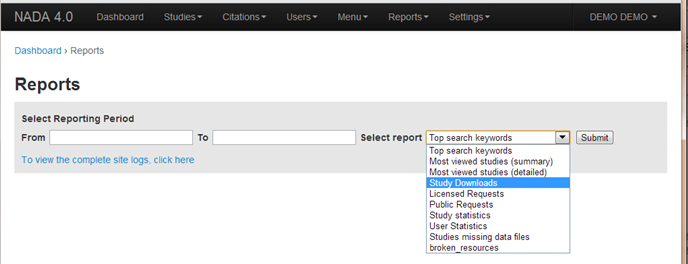 NADA 4.0 Dashboard Studies Citations Users Menu Reports Settings DEMO DEMO
Dashboard › Reports
Reports
Select Reporting Period
From To Select report Top search keywords Submit
To view the complete site logs, click here
Top search keywords
Most viewed studies (summary)
Most viewed studies (detailed)
Study Downloads
Licensed Requests
Public Requests
Study statistics
User Statistics
Studies missing data files
broken_resources